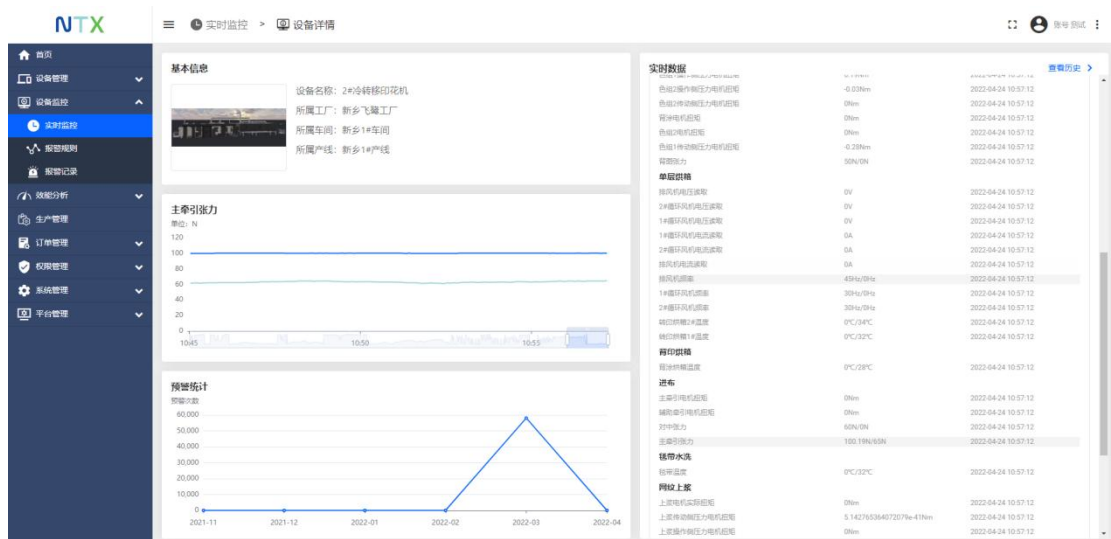 NTX
实时监控 > 设备详情
账号 测试
首页
设备管理
设备监控
实时监控
报警规则
报警记录
效能分析
生产管理
订单管理
权限管理
系统管理
平台管理
基本信息
设备名称：2#冷转移印花机
所属工厂：新乡飞鹭工厂
所属车间：新乡1#车间
所属产线：新乡1#产线
主牵引张力
单位：N
120
100
80
60
40
20
0
10:45 10:50 10:55
预警统计
预警次数
60,000
50,000
40,000
30,000
20,000
10,000
0
2021-11 2021-12 2022-01 2022-02 2022-03 2022-04
实时数据 查看历史
色组2操作侧压力电机扭矩 -0.03Nm 2022-04-24 10:57:12
色组2传动侧压力电机扭矩 0Nm 2022-04-24 10:57:12
背涂电机扭矩 0Nm 2022-04-24 10:57:12
色组2电机扭矩 0Nm 2022-04-24 10:57:12
色组1传动侧压力电机扭矩 -0.28Nm 2022-04-24 10:57:12
背面张力 50N/0N 2022-04-24 10:57:12
单层烘箱
排风机电压读取 0V 2022-04-24 10:57:12
2#循环风机电压读取 0V 2022-04-24 10:57:12
1#循环风机电压读取 0V 2022-04-24 10:57:12
1#循环风机电流读取 0A 2022-04-24 10:57:12
2#循环风机电流读取 0A 2022-04-24 10:57:12
排风机电流读取 0A 2022-04-24 10:57:12
排风机频率 45Hz/0Hz 2022-04-24 10:57:12
1#循环风机频率 30Hz/0Hz 2022-04-24 10:57:12
2#循环风机频率 30Hz/0Hz 2022-04-24 10:57:12
转印烘箱2#温度 0℃/34℃ 2022-04-24 10:57:12
转印烘箱1#温度 0℃/32℃ 2022-04-24 10:57:12
背印烘箱
背涂烘箱温度 0℃/28℃ 2022-04-24 10:57:12
进布
主牵引电机扭矩 0Nm 2022-04-24 10:57:12
辅助牵引电机扭矩 0Nm 2022-04-24 10:57:12
对中张力 60N/0N 2022-04-24 10:57:12
主牵引张力 100.19N/65N 2022-04-24 10:57:12
毯带水洗
毯带温度 0℃/32℃ 2022-04-24 10:57:12
网纹上浆
上浆电机实际扭矩 0Nm 2022-04-24 10:57:12
上浆传动侧压力电机扭矩 5.142765364072079e-41Nm 2022-04-24 10:57:12
上浆操作侧压力电机扭矩 0Nm 2022-04-24 10:57:12